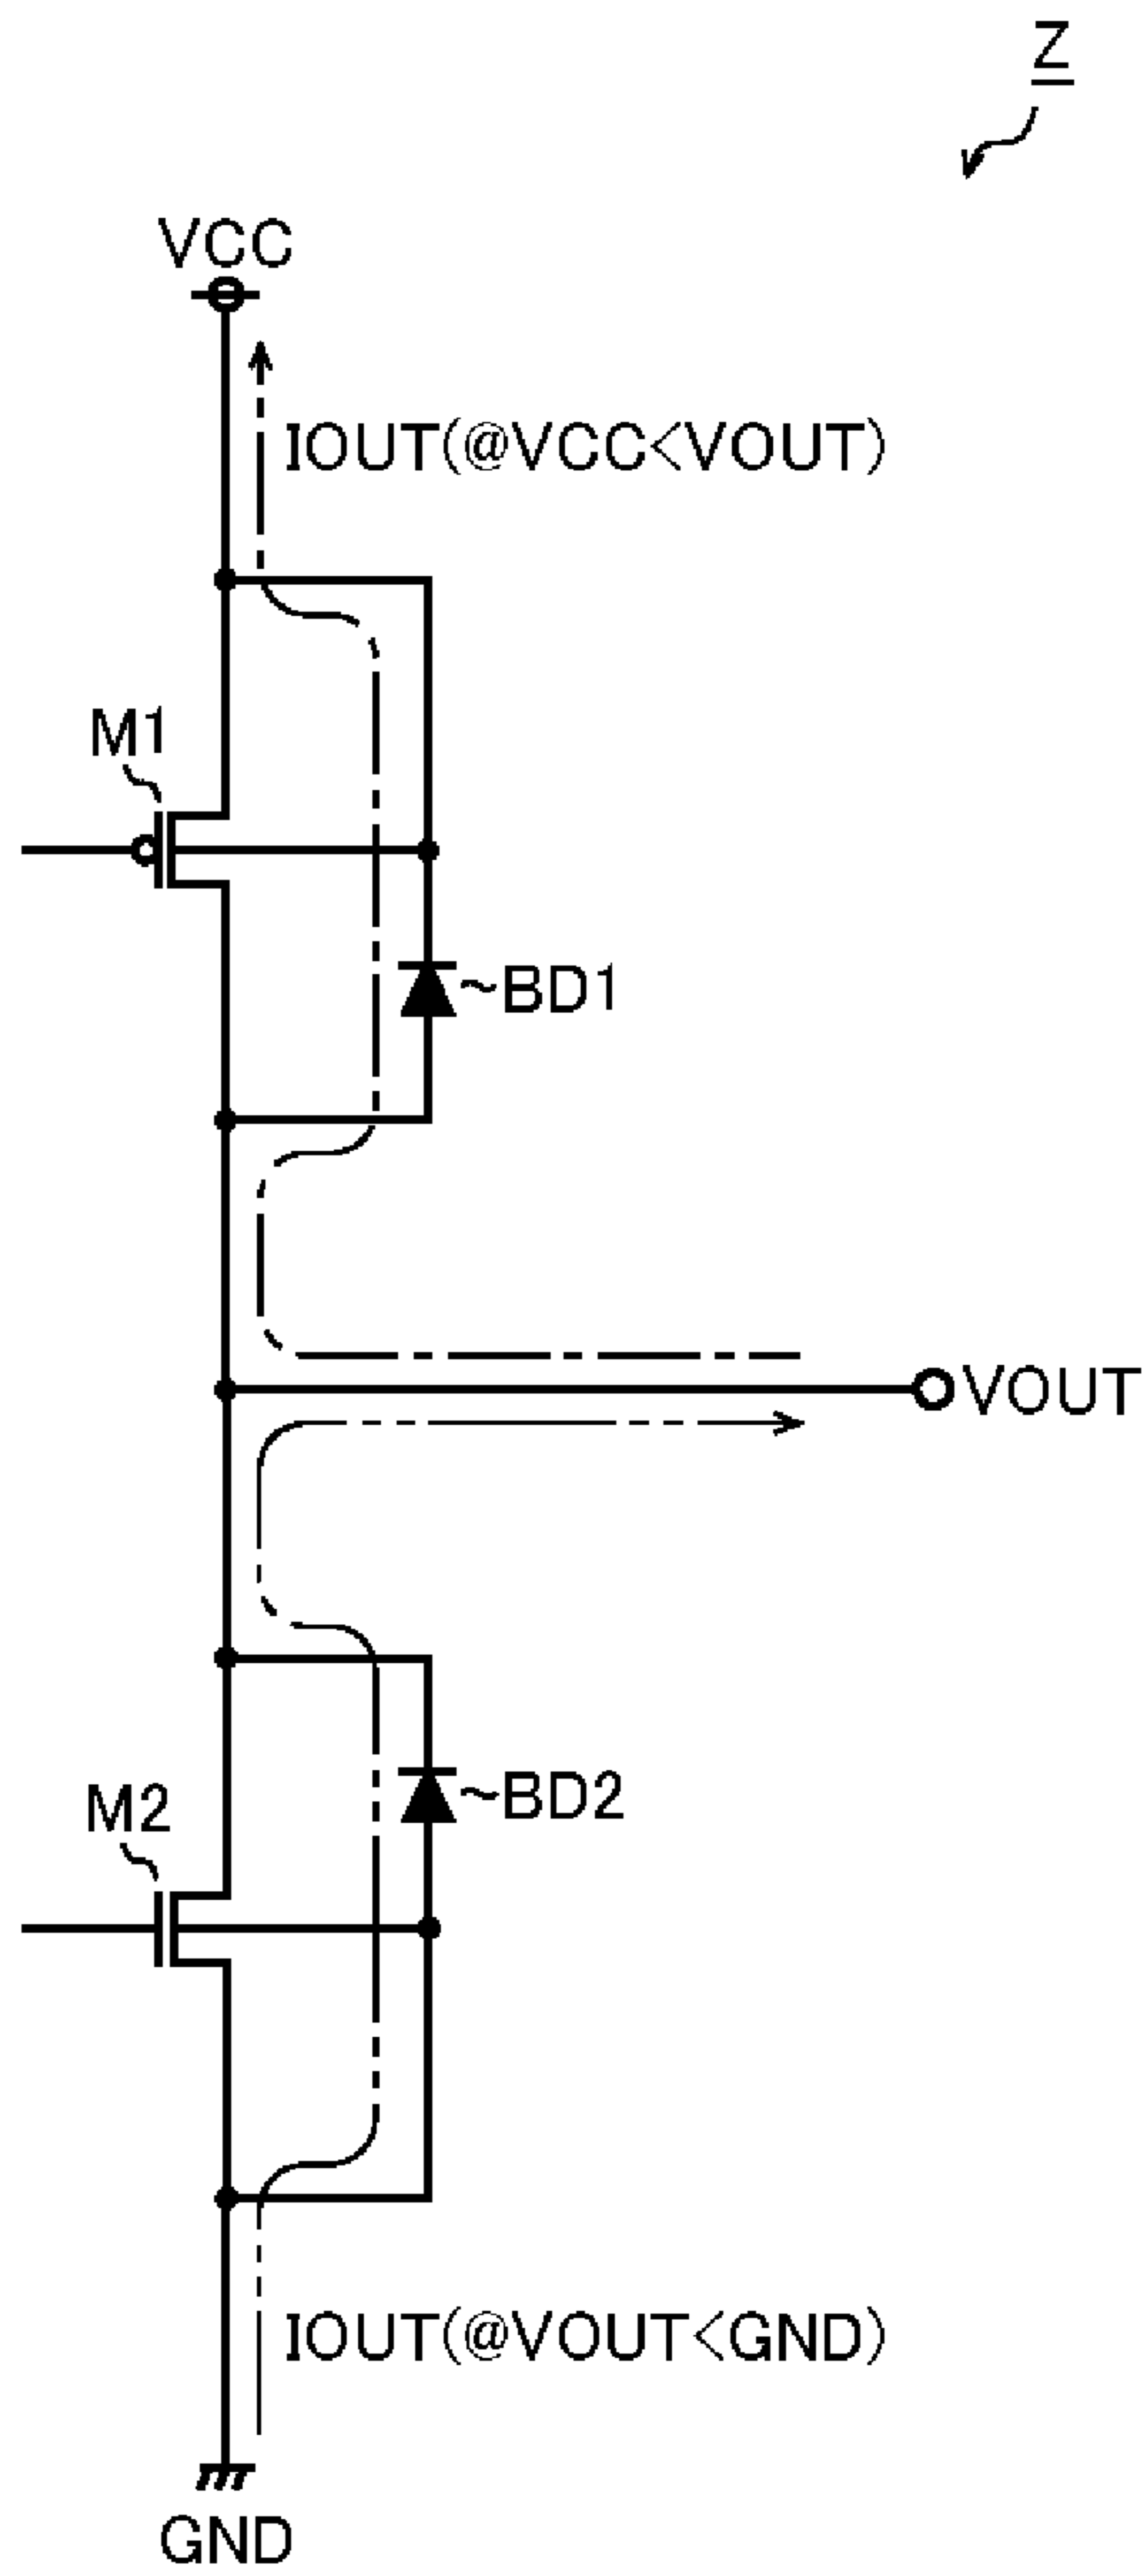 Z
VCC
IOUT(@VCC<VOUT)
M1
~BD1
VOUT
~BD2
M2
IOUT(@VOUT<GND)
GND